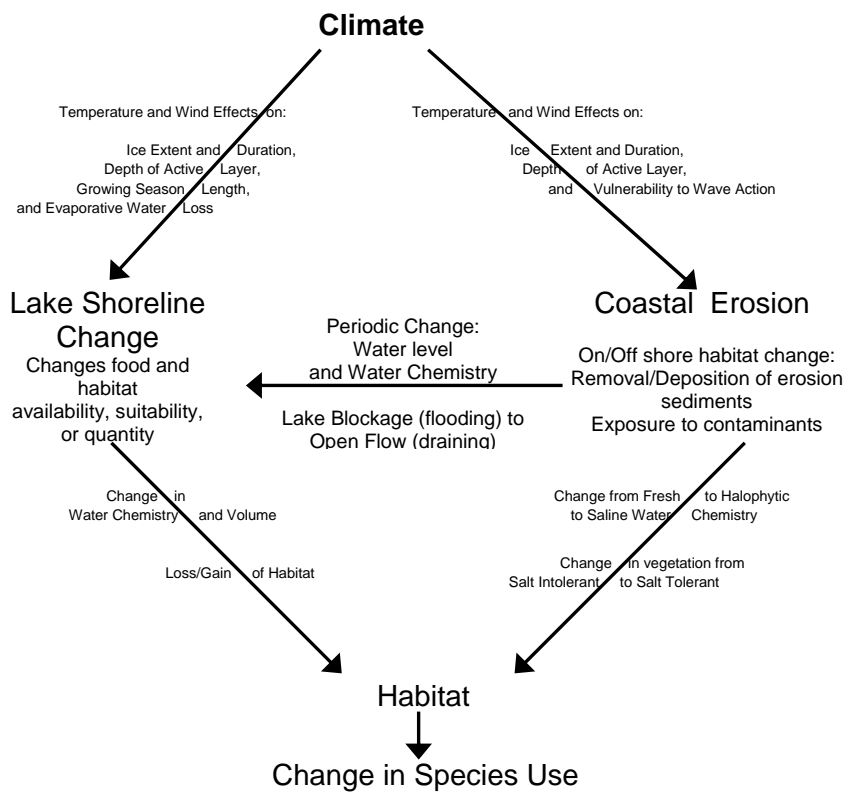 Climate
Temperature and Wind Effects on:
Ice Extent and Duration,
Depth of Active Layer,
Growing Season Length,
and Evaporative Water Loss
Temperature and Wind Effects on:
Ice Extent and Duration,
Depth of Active Layer,
and Vulnerability to Wave Action
Lake Shoreline
Change
Changes food and
habitat
availability, suitability,
or quantity
Periodic Change:
Water level
and Water Chemistry
Lake Blockage (flooding) to
Open Flow (draining)
Coastal Erosion
On/Off shore habitat change:
Removal/Deposition of erosion
sediments
Exposure to contaminants
Change in
Water Chemistry and Volume
Loss/Gain of Habitat
Change from Fresh to Halophytic
to Saline Water Chemistry
Change in vegetation from
Salt Intolerant to Salt Tolerant
Habitat
Change in Species Use